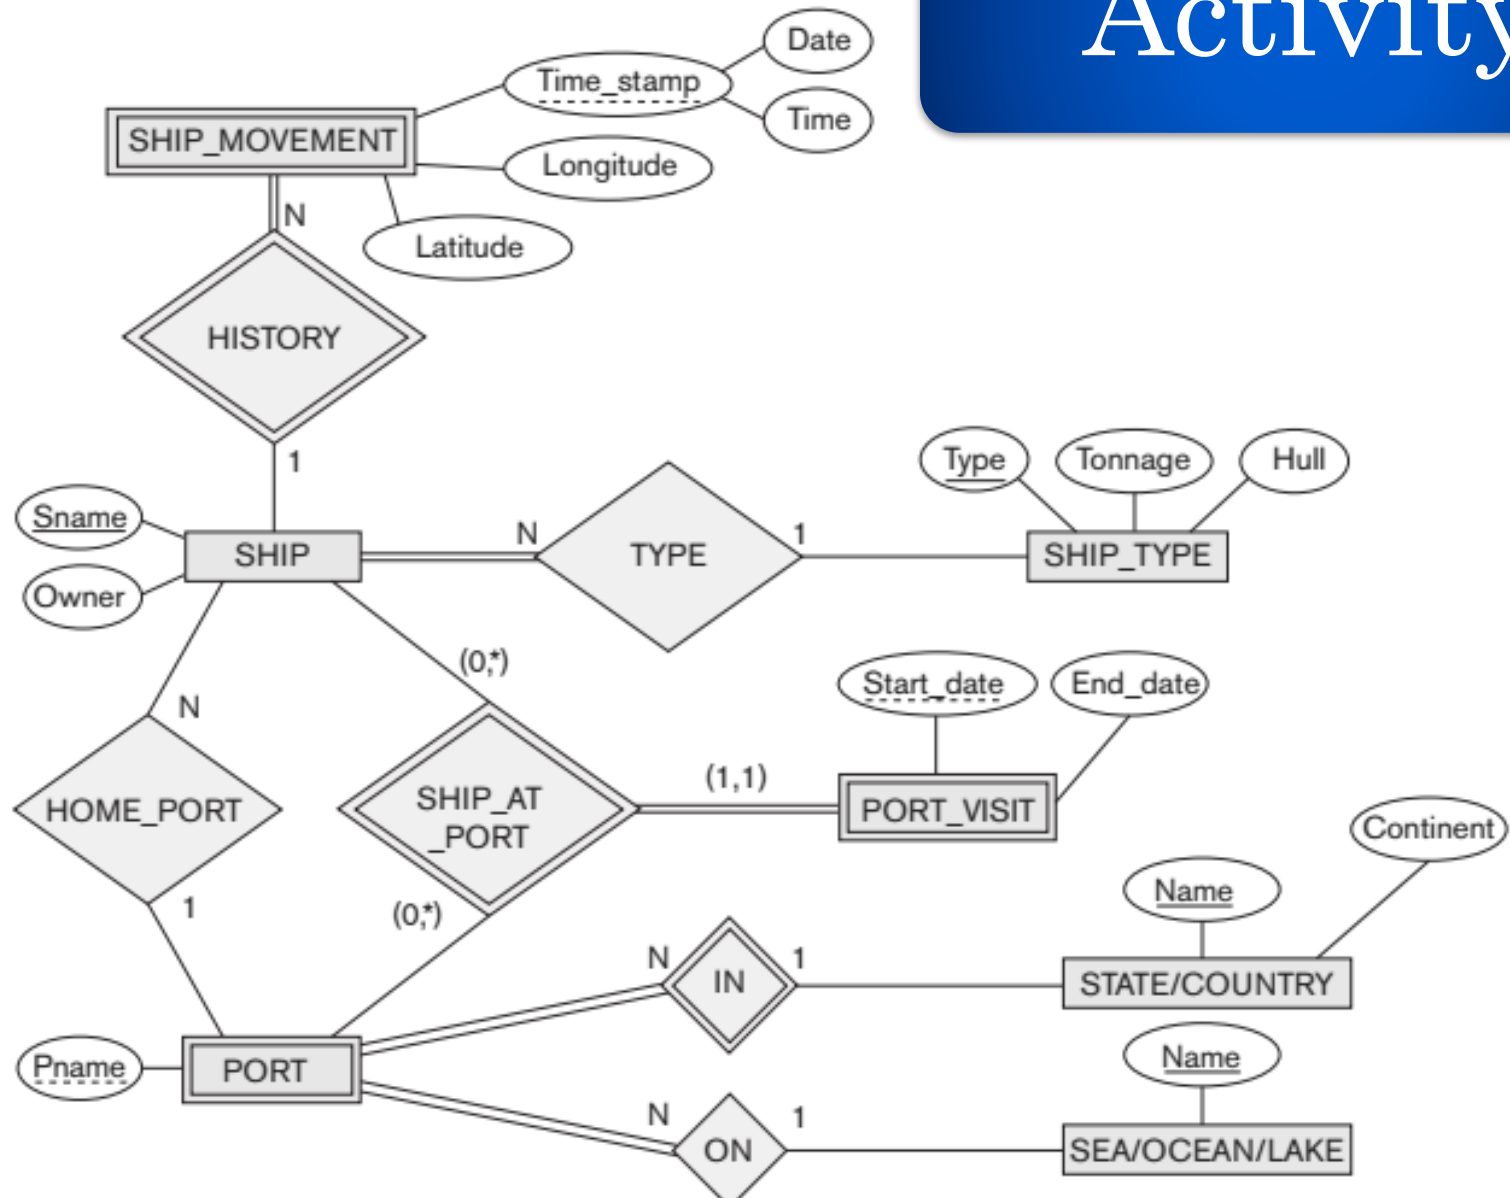 Activity
Date
Time_stamp
Time
SHIP_MOVEMENT
Longitude
N
Latitude
HISTORY
1
Type
Tonnage
Hull
Sname
N
1
SHIP
TYPE
SHIP_TYPE
Owner
(0,*)
Start_date
End_date
N
(1,1)
HOME_PORT
SHIP_AT
_PORT
PORT_VISIT
Continent
1
(0,*)
Name
N
1
IN
STATE/COUNTRY
Pname
PORT
Name
N
1
ON
SEA/OCEAN/LAKE